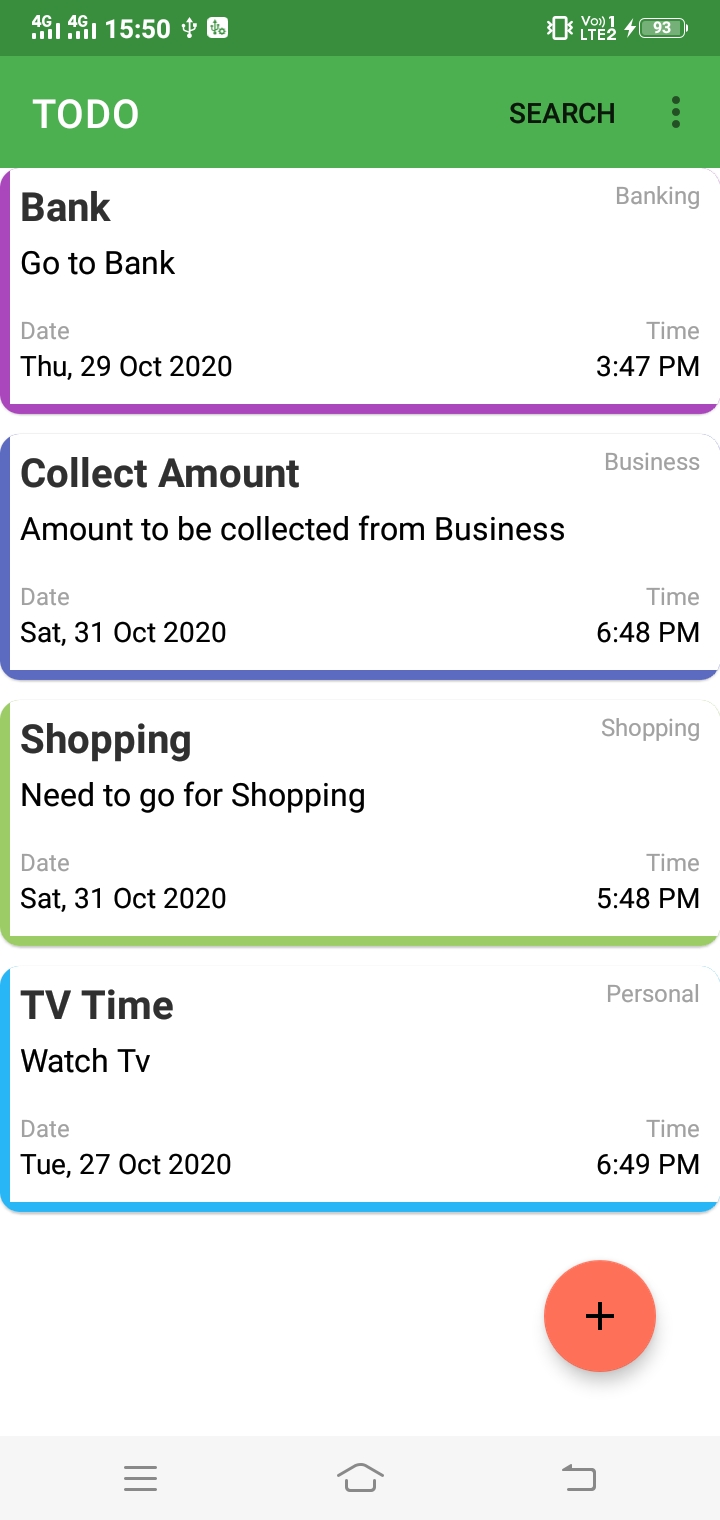 4G 4G 15:50 Vo)) 1 LTE2 93
TODO SEARCH
Bank Banking
Go to Bank
Date Time
Thu, 29 Oct 2020 3:47 PM
Collect Amount Business
Amount to be collected from Business
Date Time
Sat, 31 Oct 2020 6:48 PM
Shopping Shopping
Need to go for Shopping
Date Time
Sat, 31 Oct 2020 5:48 PM
TV Time Personal
Watch Tv
Date Time
Tue, 27 Oct 2020 6:49 PM